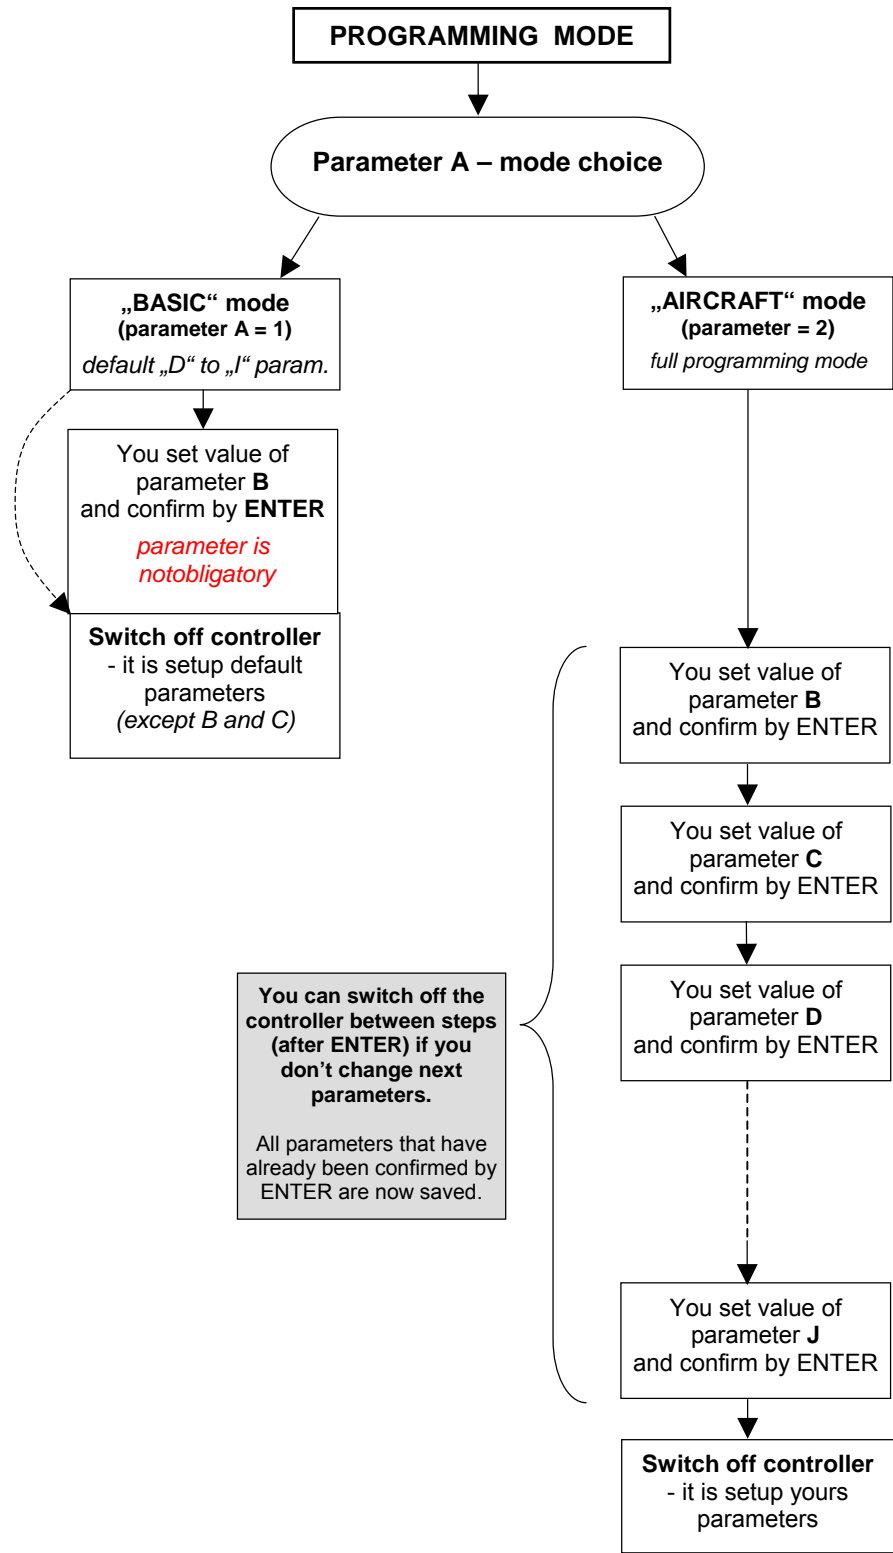 PROGRAMMING MODE
Parameter A – mode choice
„BASIC“ mode
(parameter A = 1)
default „D“ to „I“ param.
You set value of
parameter B
and confirm by ENTER
parameter is
notobligatory
Switch off controller
- it is setup default
parameters
(except B and C)
„AIRCRAFT“ mode
(parameter = 2)
full programming mode
You set value of
parameter B
and confirm by ENTER
You set value of
parameter C
and confirm by ENTER
You set value of
parameter D
and confirm by ENTER
You can switch off the
controller between steps
(after ENTER) if you
don’t change next
parameters.
All parameters that have
already been confirmed by
ENTER are now saved.
You set value of
parameter J
and confirm by ENTER
Switch off controller
- it is setup yours
parameters